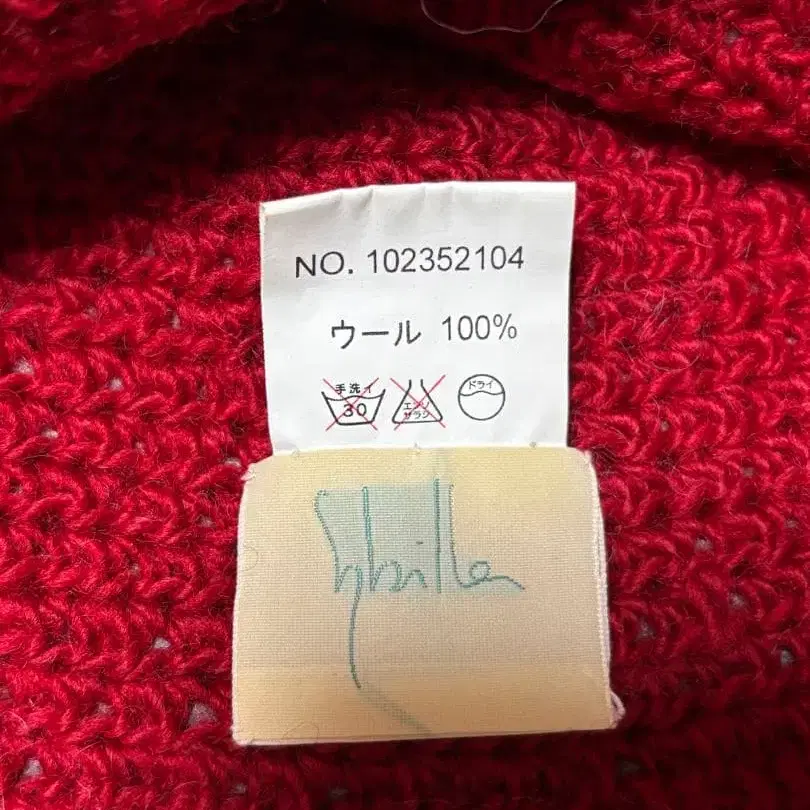 NO. 102352104
ウール 100%
手洗イ
30
エンソ
サラシ
ドライ
Sybilla